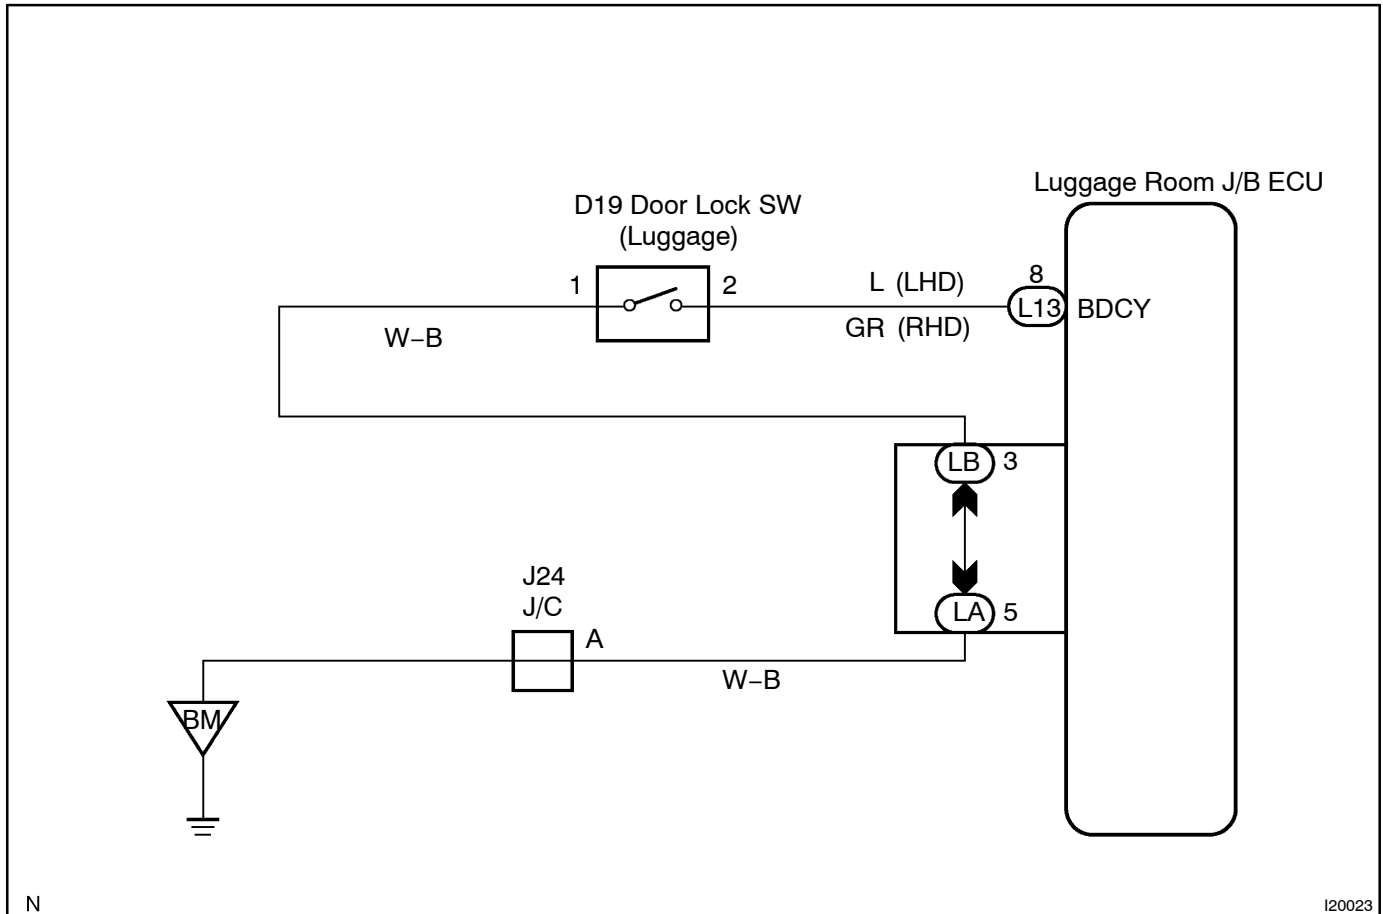 Luggage Room J/B ECU
D19 Door Lock SW
(Luggage)
1
2
L (LHD)
GR (RHD)
8
L13
BDCY
W–B
LB
3
LA
5
J24
J/C
A
W–B
BM
N
I20023